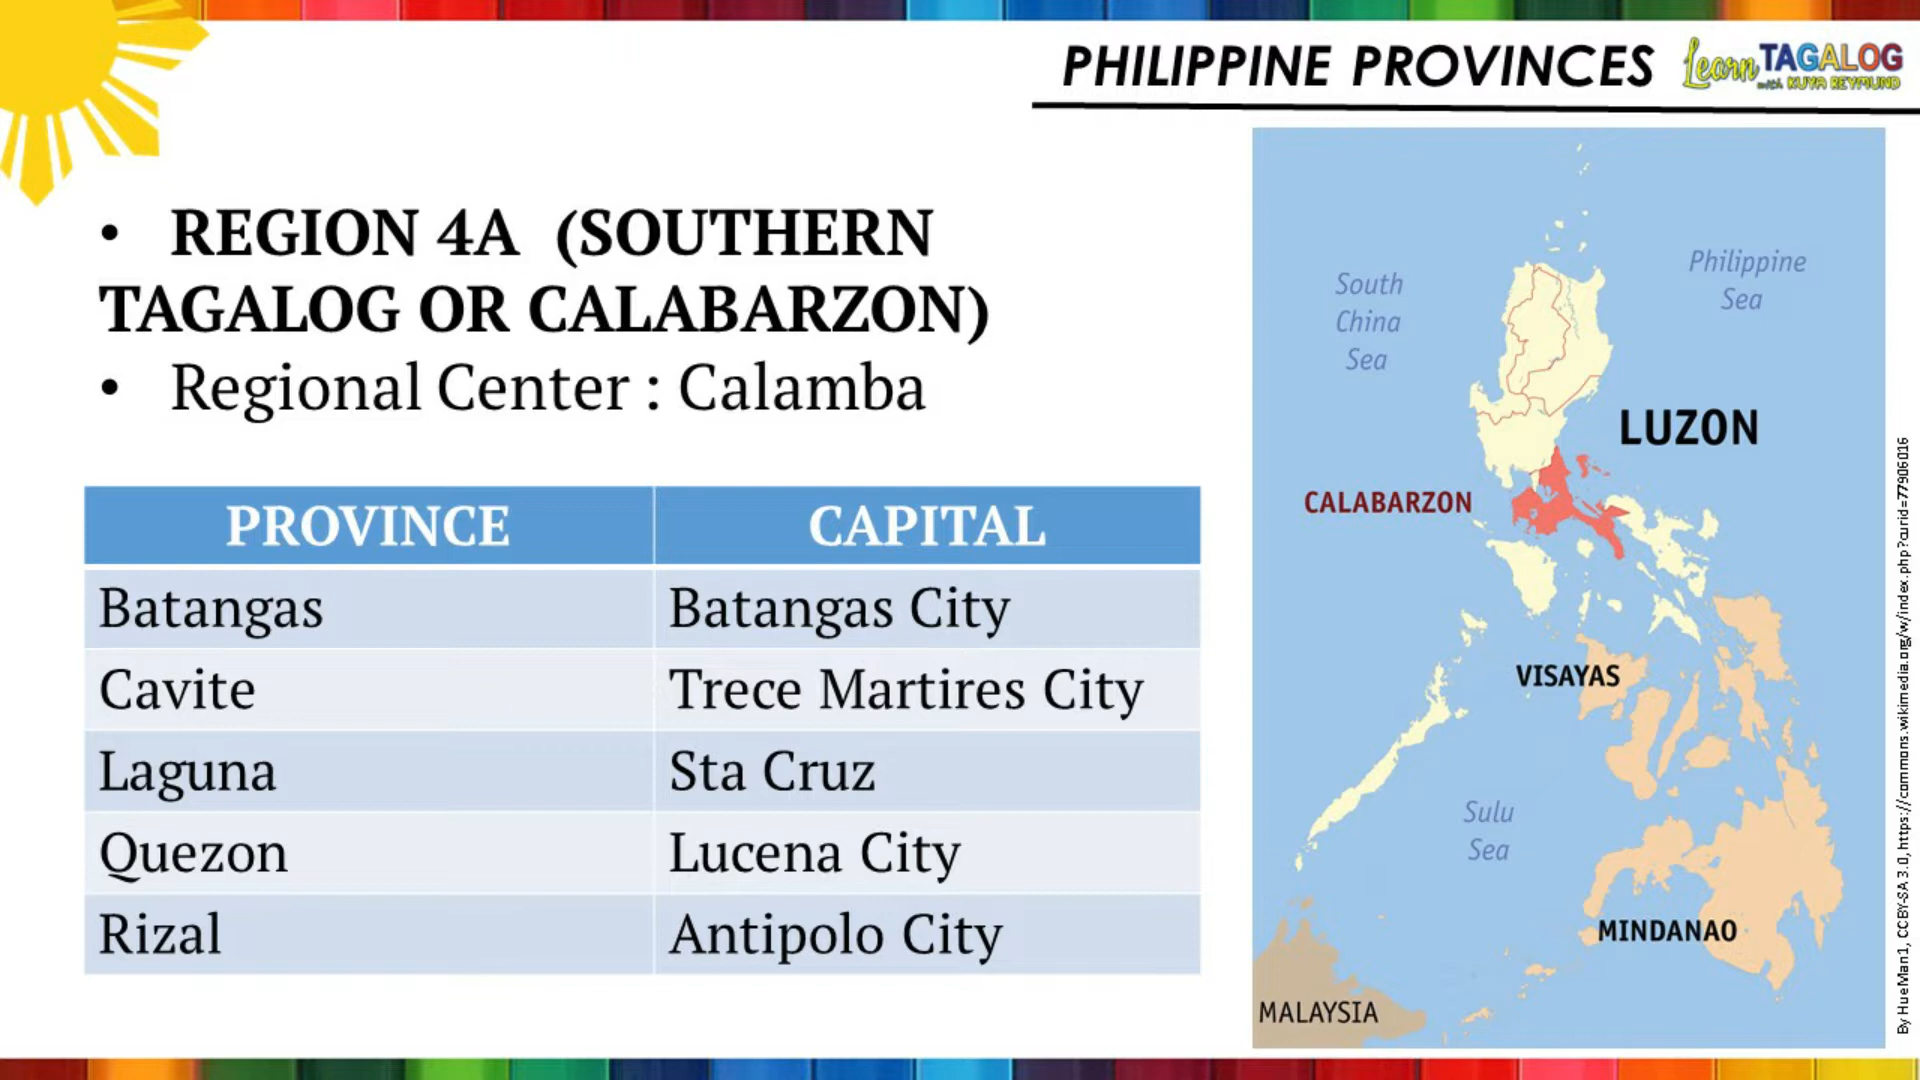 PHILIPPINE PROVINCES
Learn TAGALOG
with KUYA REYMUND
• REGION 4A (SOUTHERN
TAGALOG OR CALABARZON)
• Regional Center : Calamba
PROVINCE CAPITAL
Batangas Batangas City
Cavite Trece Martires City
Laguna Sta Cruz
Quezon Lucena City
Rizal Antipolo City
Philippine
Sea
South
China
Sea
LUZON
CALABARZON
VISAYAS
Sulu
Sea
MINDANAO
MALAYSIA
By HueMan1, CC BY-SA 3.0, https://commons.wikimedia.org/w/index.php?curid=77906016